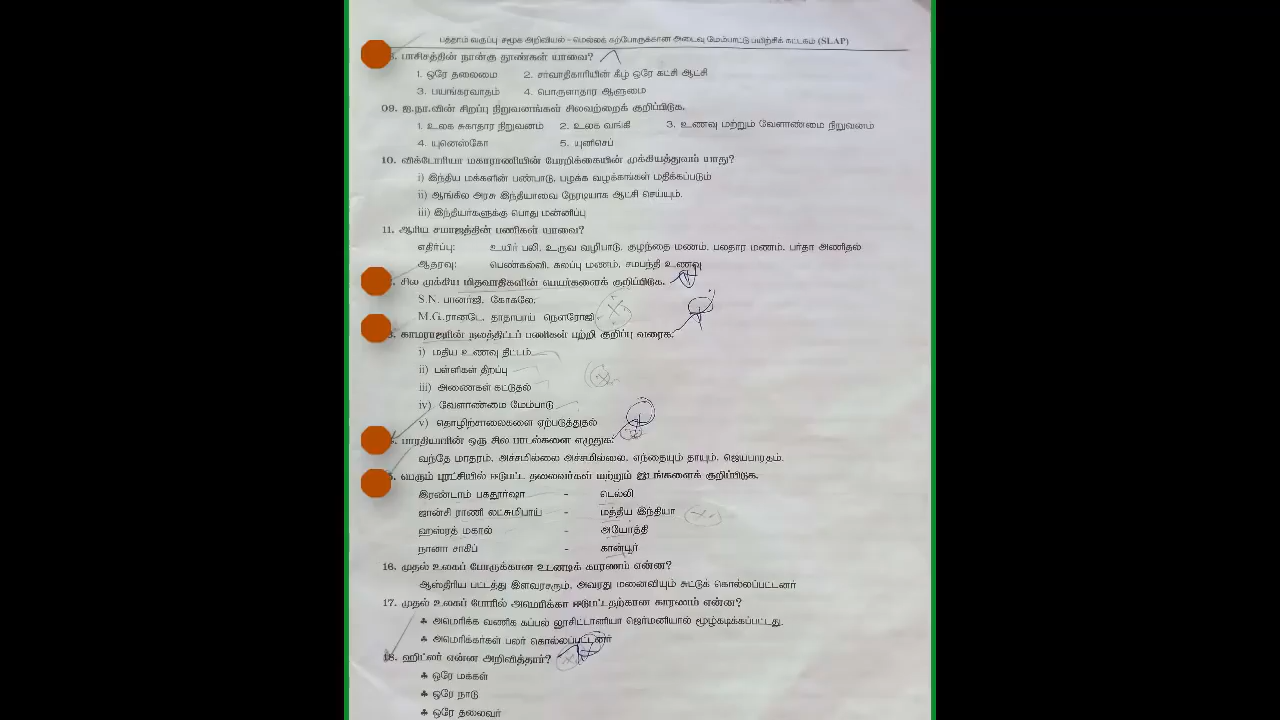 பத்தாம் வகுப்பு சமூக அறிவியல் - மெல்லக் கற்போருக்கான அடைவு மேம்பாட்டு பயிற்சிக் கட்டகம் (SLAP)
பாசிசத்தின் நான்கு தூண்கள் யாவை?
1. ஒரே தலைமை 2. சர்வாதிகாரியின் கீழ் ஒரே கட்சி ஆட்சி
3. பயங்கரவாதம் 4. பொருளாதார ஆளுமை
09. ஐ.நா.வின் சிறப்பு நிறுவனங்கள் சிலவற்றைக் குறிப்பிடுக.
1. உலக சுகாதார நிறுவனம் 2. உலக வங்கி 3. உணவு மற்றும் வேளாண்மை நிறுவனம்
4. யுனெஸ்கோ 5. யுனிசெப்
10. விக்டோரியா மகாராணியின் பேரறிக்கையின் முக்கியத்துவம் யாது?
i) இந்திய மக்களின் பண்பாடு, பழக்க வழக்கங்கள் மதிக்கப்படும்
ii) ஆங்கில அரசு இந்தியாவை நேரடியாக ஆட்சி செய்யும்.
iii) இந்தியர்களுக்கு பொது மன்னிப்பு
11. ஆரிய சமாஜத்தின் பணிகள் யாவை?
எதிர்ப்பு: உயிர் பலி, உருவ வழிபாடு, குழந்தை மணம், பலதார மணம், பர்தா அணிதல்
ஆதரவு: பெண்கல்வி, கலப்பு மணம், சமபந்தி உணவு
சில முக்கிய மிதவாதிகளின் பெயர்களைக் குறிப்பிடுக.
S.N. பானர்ஜி, கோகலே,
M.G.ரானடே, தாதாபாய் நௌரோஜி
காமராஜரின் நலத்திட்டப் பணிகள் பற்றி குறிப்பு வரைக.
i) மதிய உணவு திட்டம்
ii) பள்ளிகள் திறப்பு
iii) அணைகள் கட்டுதல்
iv) வேளாண்மை மேம்பாடு
v) தொழிற்சாலைகளை ஏற்படுத்துதல்
பாரதியாரின் ஒரு சில பாடல்களை எழுதுக.
வந்தே மாதரம், அச்சமில்லை அச்சமில்லை, எந்தையும் தாயும், ஜெயபாரதம்.
பெரும் புரட்சியில் ஈடுபட்ட தலைவர்கள் மற்றும் இடங்களைக் குறிப்பிடுக.
இரண்டாம் பகதூர்ஷா - டெல்லி
ஜான்சி ராணி லட்சுமிபாய் - மத்திய இந்தியா
ஹஸ்ரத் மகால் - அயோத்தி
நானா சாகிப் - கான்பூர்
16. முதல் உலகப் போருக்கான உடனடிக் காரணம் என்ன?
ஆஸ்திரிய பட்டத்து இளவரசரும், அவரது மனைவியும் சுட்டுக் கொல்லப்பட்டனர்
17. முதல் உலகப் போரில் அமெரிக்கா ஈடுபட்டதற்கான காரணம் என்ன?
♣ அமெரிக்க வணிக கப்பல் லூசிட்டானியா ஜெர்மனியால் மூழ்கடிக்கப்பட்டது.
♣ அமெரிக்கர்கள் பலர் கொல்லப்பட்டனர்
18. ஹிட்லர் என்ன அறிவித்தார்?
♣ ஒரே மக்கள்
♣ ஒரே நாடு
♣ ஒரே தலைவர்